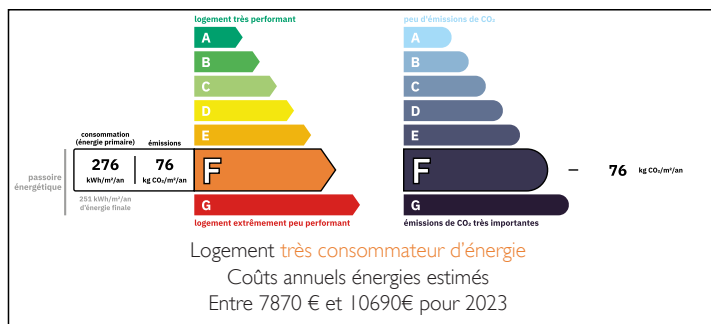 logement très performant
A
B
C
D
E
consommation
(énergie primaire)
émissions
276
76
kWh/m²/an
kg CO₂/m²/an
F
passoire
énergétique
251 kWh/m²/an
d'énergie finale
G
logement extrêmement peu performant
peu d'émissions de CO₂
A
B
C
D
E
F
76 kg CO₂/m²/an
G
émissions de CO₂ très importantes
Logement très consommateur d'énergie
Coûts annuels énergies estimés
Entre 7870 € et 10690€ pour 2023